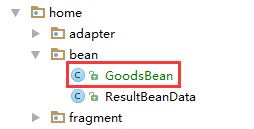 home
adapter
bean
GoodsBean
ResultBeanData
fragment